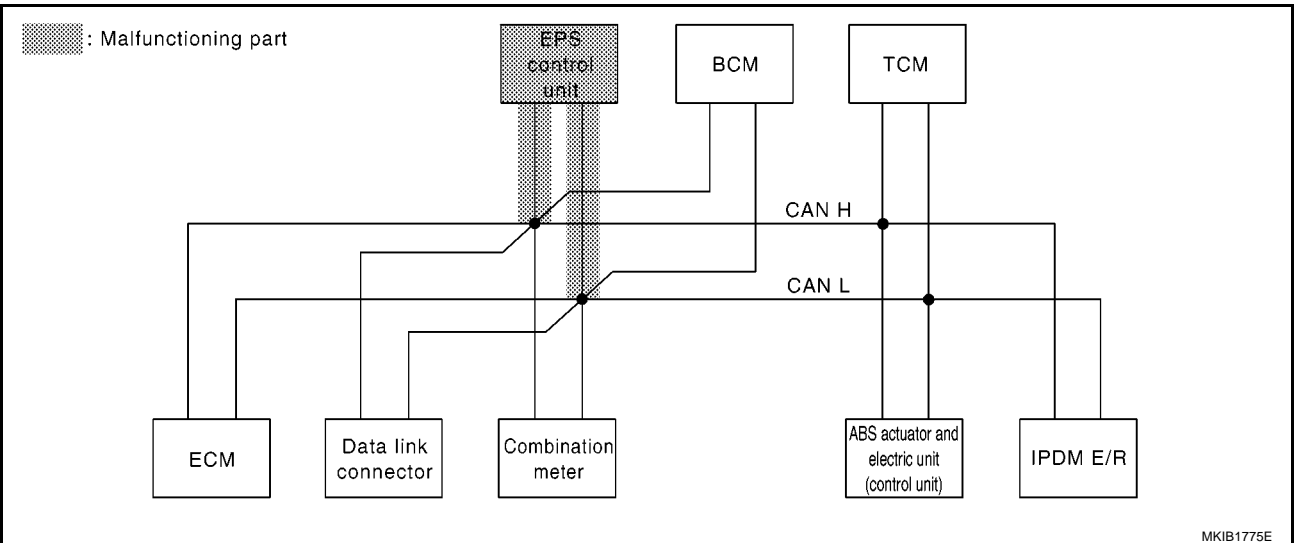 : Malfunctioning part
EPS
control
unit
BCM
TCM
CAN H
CAN L
ECM
Data link
connector
Combination
meter
ABS actuator and
electric unit
(control unit)
IPDM E/R
MKIB1775E